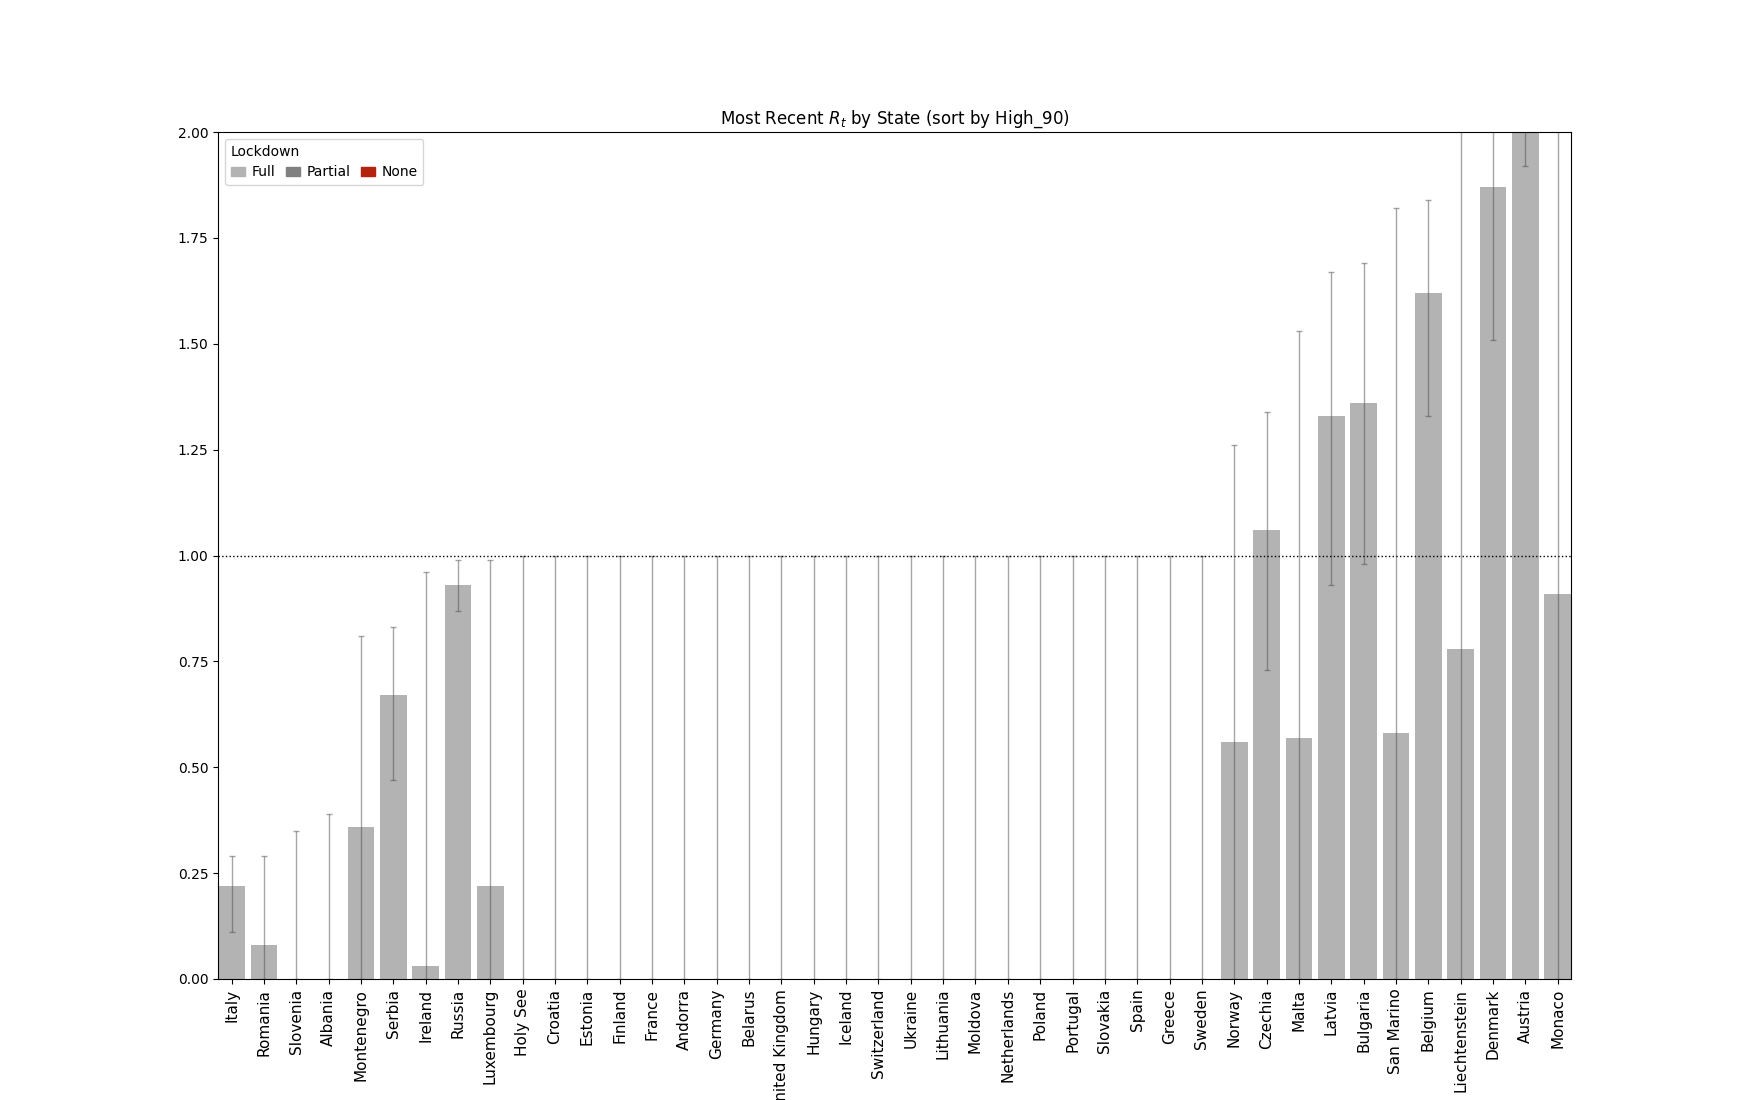 Most Recent R_t by State (sort by High_90)
Lockdown
Full Partial None
2.00
1.75
1.50
1.25
1.00
0.75
0.50
0.25
0.00
Italy
Romania
Slovenia
Albania
Montenegro
Serbia
Ireland
Russia
Luxembourg
Holy See
Croatia
Estonia
Finland
France
Andorra
Germany
Belarus
nited Kingdom
Hungary
Iceland
Switzerland
Ukraine
Lithuania
Moldova
Netherlands
Poland
Portugal
Slovakia
Spain
Greece
Sweden
Norway
Czechia
Malta
Latvia
Bulgaria
San Marino
Belgium
Liechtenstein
Denmark
Austria
Monaco